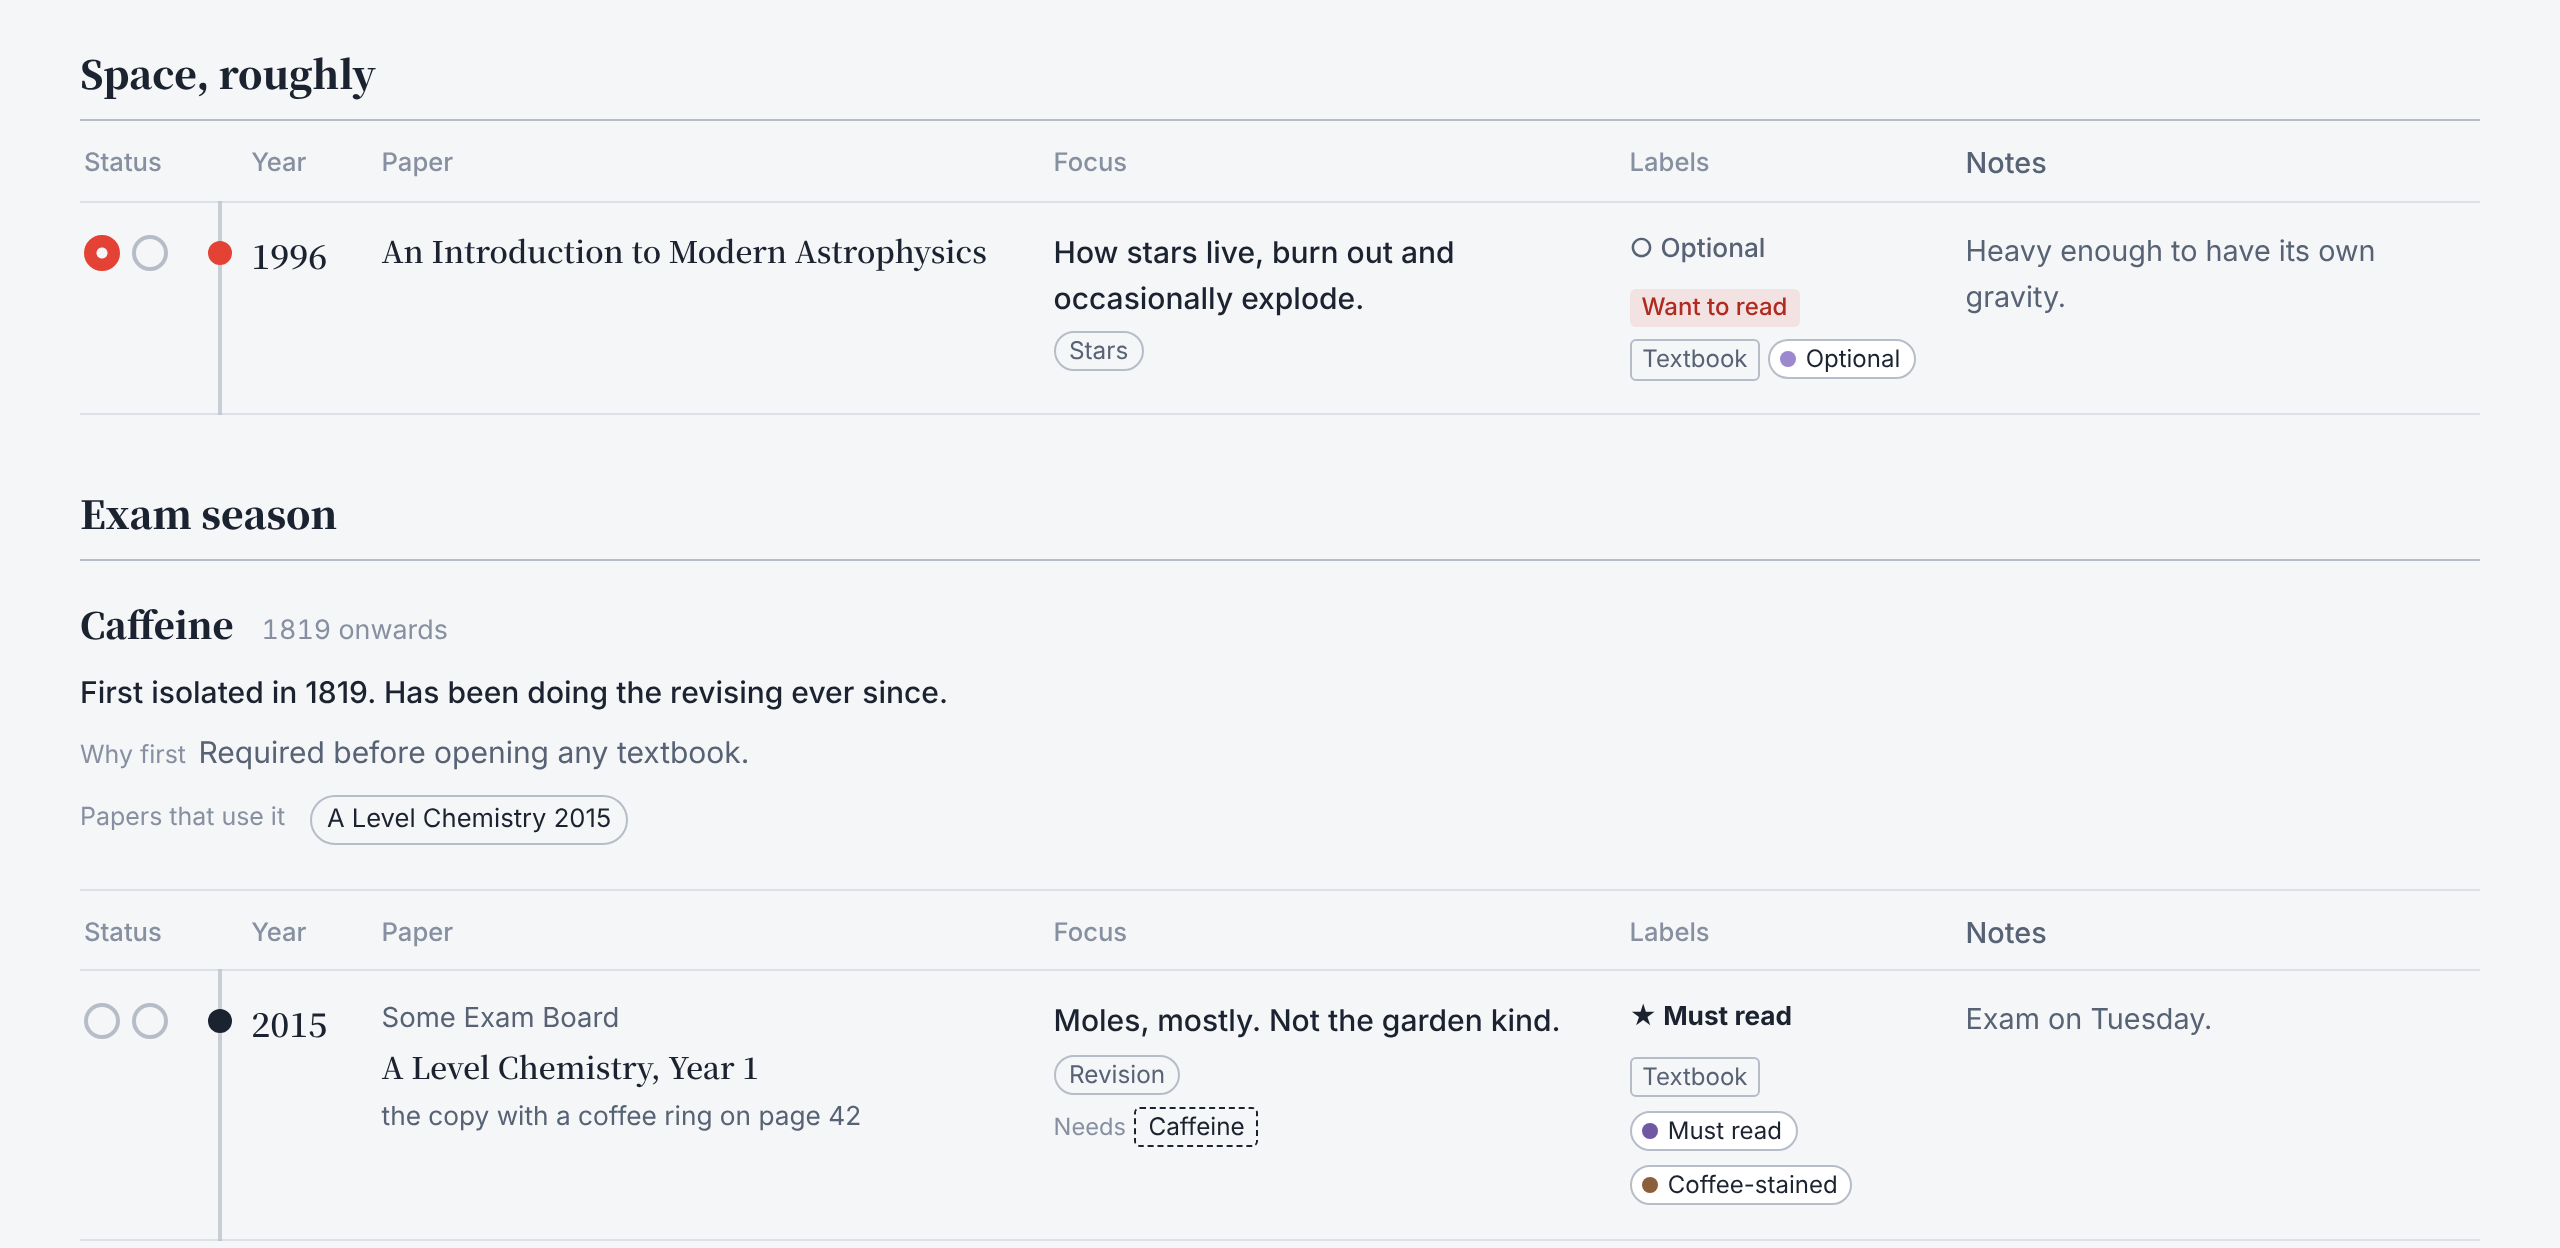 Space, roughly
Status Year Paper Focus Labels Notes
1996 An Introduction to Modern Astrophysics How stars live, burn out and Optional Heavy enough to have its own
occasionally explode. Want to read gravity.
Stars Textbook Optional
Exam season
Caffeine 1819 onwards
First isolated in 1819. Has been doing the revising ever since.
Why first Required before opening any textbook.
Papers that use it A Level Chemistry 2015
Status Year Paper Focus Labels Notes
2015 Some Exam Board Moles, mostly. Not the garden kind. ★ Must read Exam on Tuesday.
A Level Chemistry, Year 1 Revision Textbook
the copy with a coffee ring on page 42 Needs Caffeine Must read
Coffee-stained